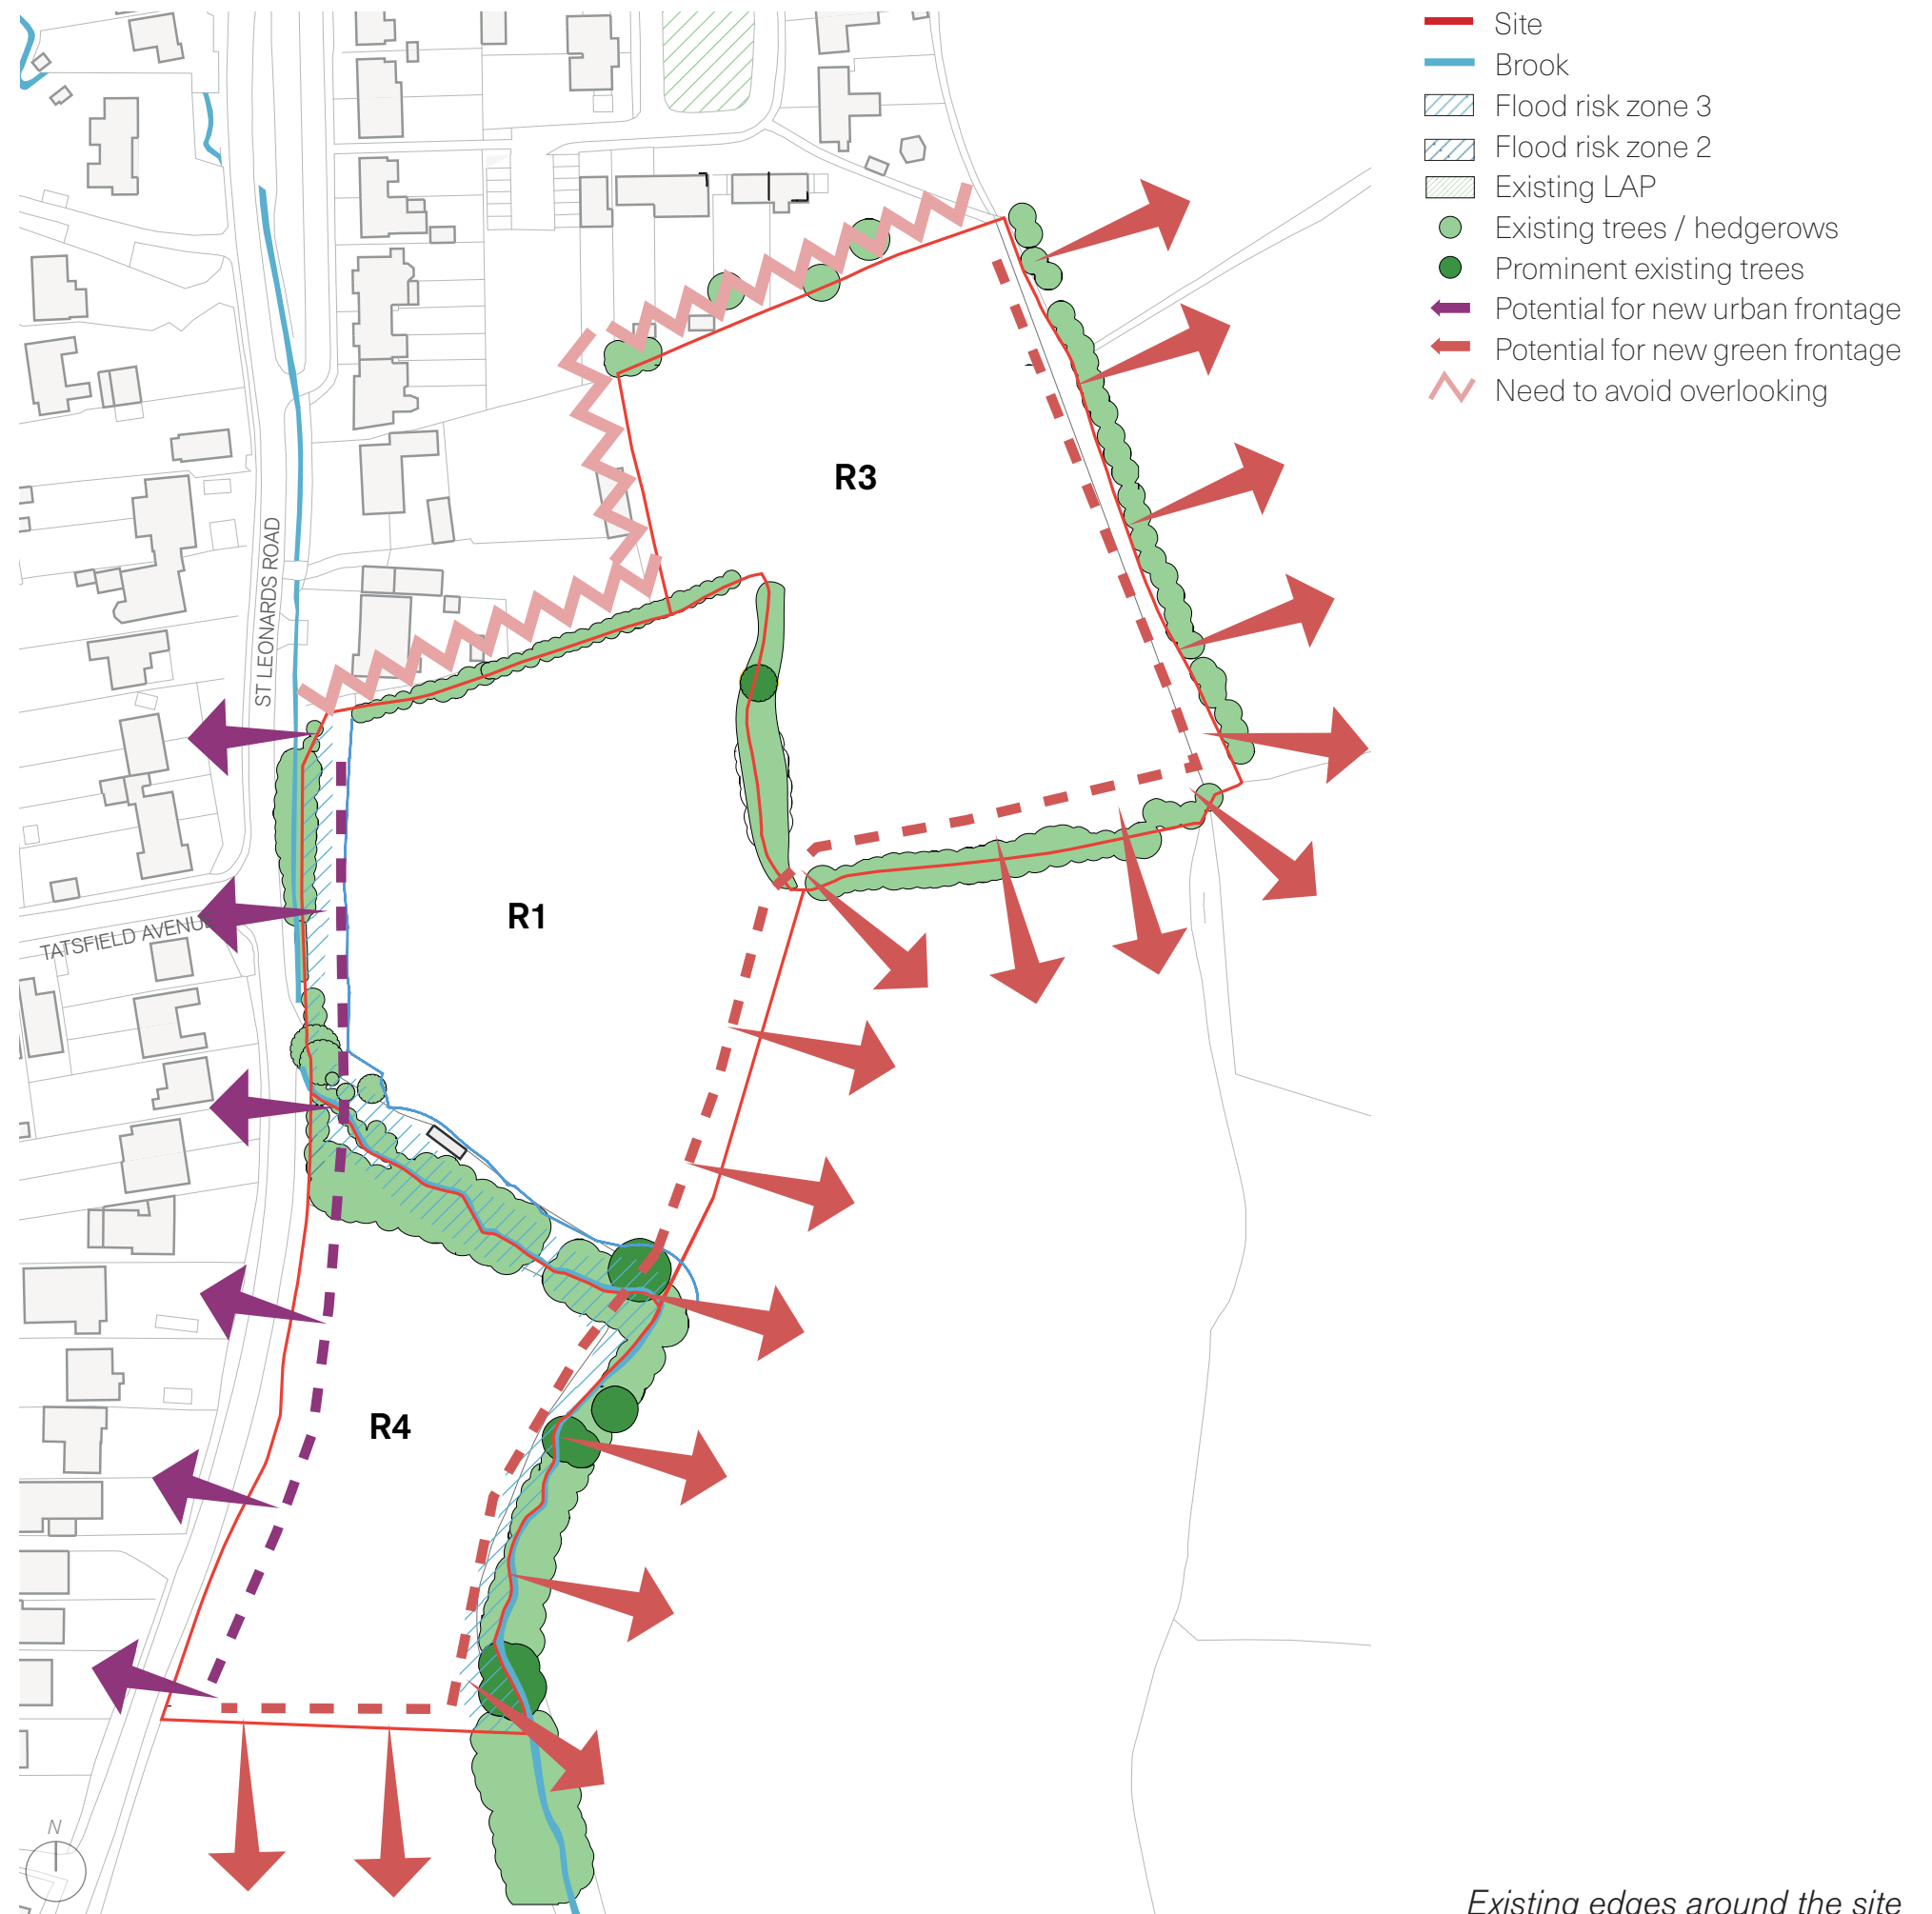 Site
Brook
Flood risk zone 3
Flood risk zone 2
Existing LAP
Existing trees / hedgerows
Prominent existing trees
Potential for new urban frontage
Potential for new green frontage
Need to avoid overlooking
R3
ST LEONARDS ROAD
R1
TATSFIELD AVENUE
R4
N
Existing edges around the site